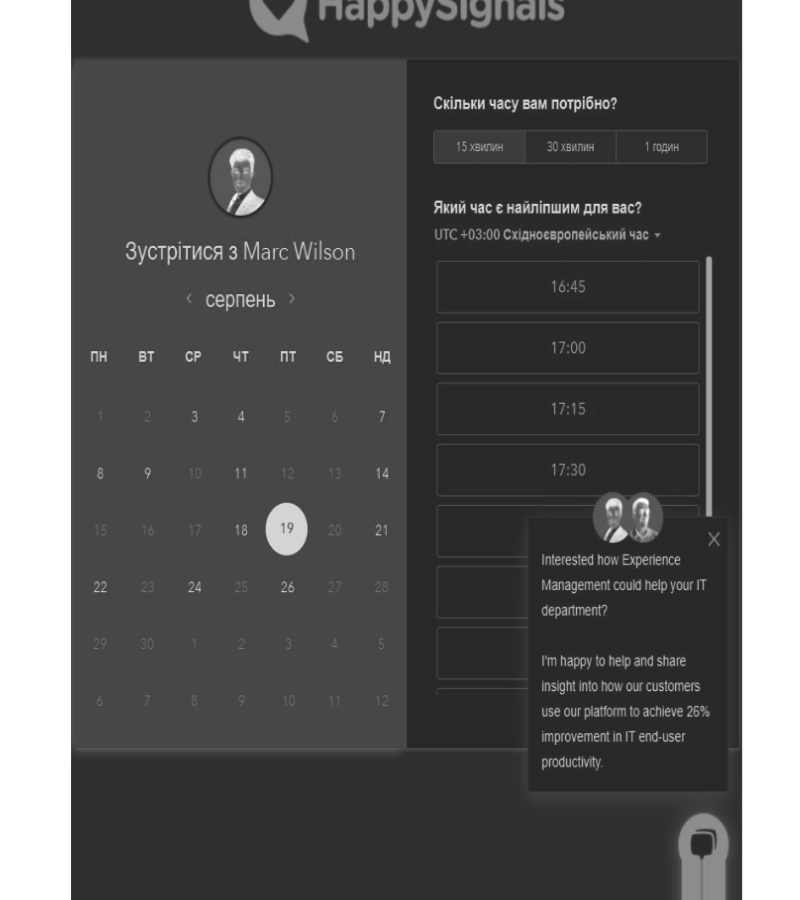 HappySignals
Зустрітися з Marc Wilson
‹ серпень ›
ПН ВТ СР ЧТ ПТ СБ НД
1 2 3 4 5 6 7
8 9 10 11 12 13 14
15 16 17 18 19 20 21
22 23 24 25 26 27 28
29 30 1 2 3 4 5
6 7 8 9 10 11 12
Скільки часу вам потрібно?
15 хвилин 30 хвилин 1 годин
Який час є найліпшим для вас?
UTC +03:00 Східноєвропейський час
16:45
17:00
17:15
17:30
X
Interested how Experience
Management could help your IT
department?
I'm happy to help and share
insight into how our customers
use our platform to achieve 26%
improvement in IT end-user
productivity.